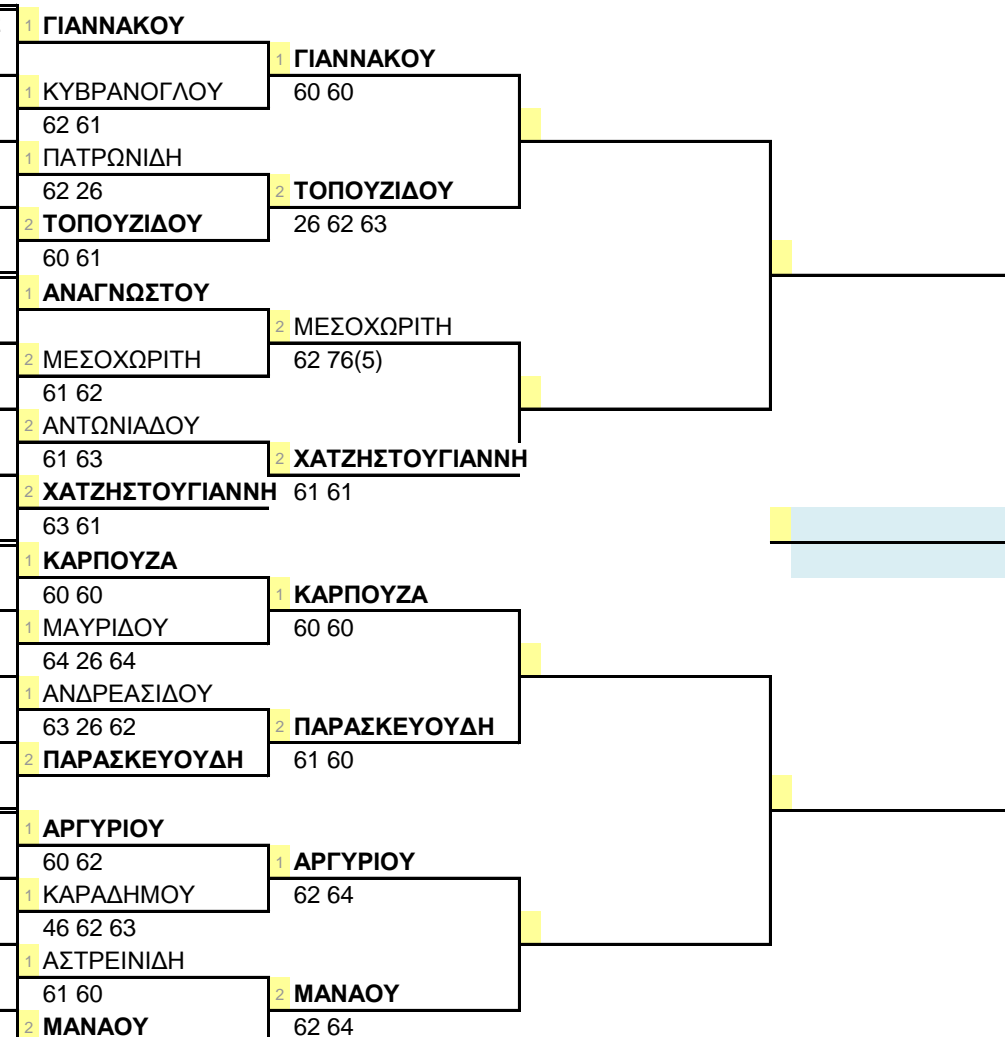 1 ΓΙΑΝΝΑΚΟΥ
1 ΓΙΑΝΝΑΚΟΥ
1 ΚΥΒΡΑΝΟΓΛΟΥ 60 60
62 61
1 ΠΑΤΡΩΝΙΔΗ
62 26 2 ΤΟΠΟΥΖΙΔΟΥ
2 ΤΟΠΟΥΖΙΔΟΥ 26 62 63
60 61
1 ΑΝΑΓΝΩΣΤΟΥ
2 ΜΕΣΟΧΩΡΙΤΗ
2 ΜΕΣΟΧΩΡΙΤΗ 62 76(5)
61 62
2 ΑΝΤΩΝΙΑΔΟΥ
61 63 2 ΧΑΤΖΗΣΤΟΥΓΙΑΝΝΗ
2 ΧΑΤΖΗΣΤΟΥΓΙΑΝΝΗ 61 61
63 61
1 ΚΑΡΠΟΥΖΑ
60 60 1 ΚΑΡΠΟΥΖΑ
1 ΜΑΥΡΙΔΟΥ 60 60
64 26 64
1 ΑΝΔΡΕΑΣΙΔΟΥ
63 26 62 2 ΠΑΡΑΣΚΕΥΟΥΔΗ
2 ΠΑΡΑΣΚΕΥΟΥΔΗ 61 60
1 ΑΡΓΥΡΙΟΥ
60 62 1 ΑΡΓΥΡΙΟΥ
1 ΚΑΡΑΔΗΜΟΥ 62 64
46 62 63
1 ΑΣΤΡΕΙΝΙΔΗ
61 60 2 ΜΑΝΑΟΥ
2 ΜΑΝΑΟΥ 62 64